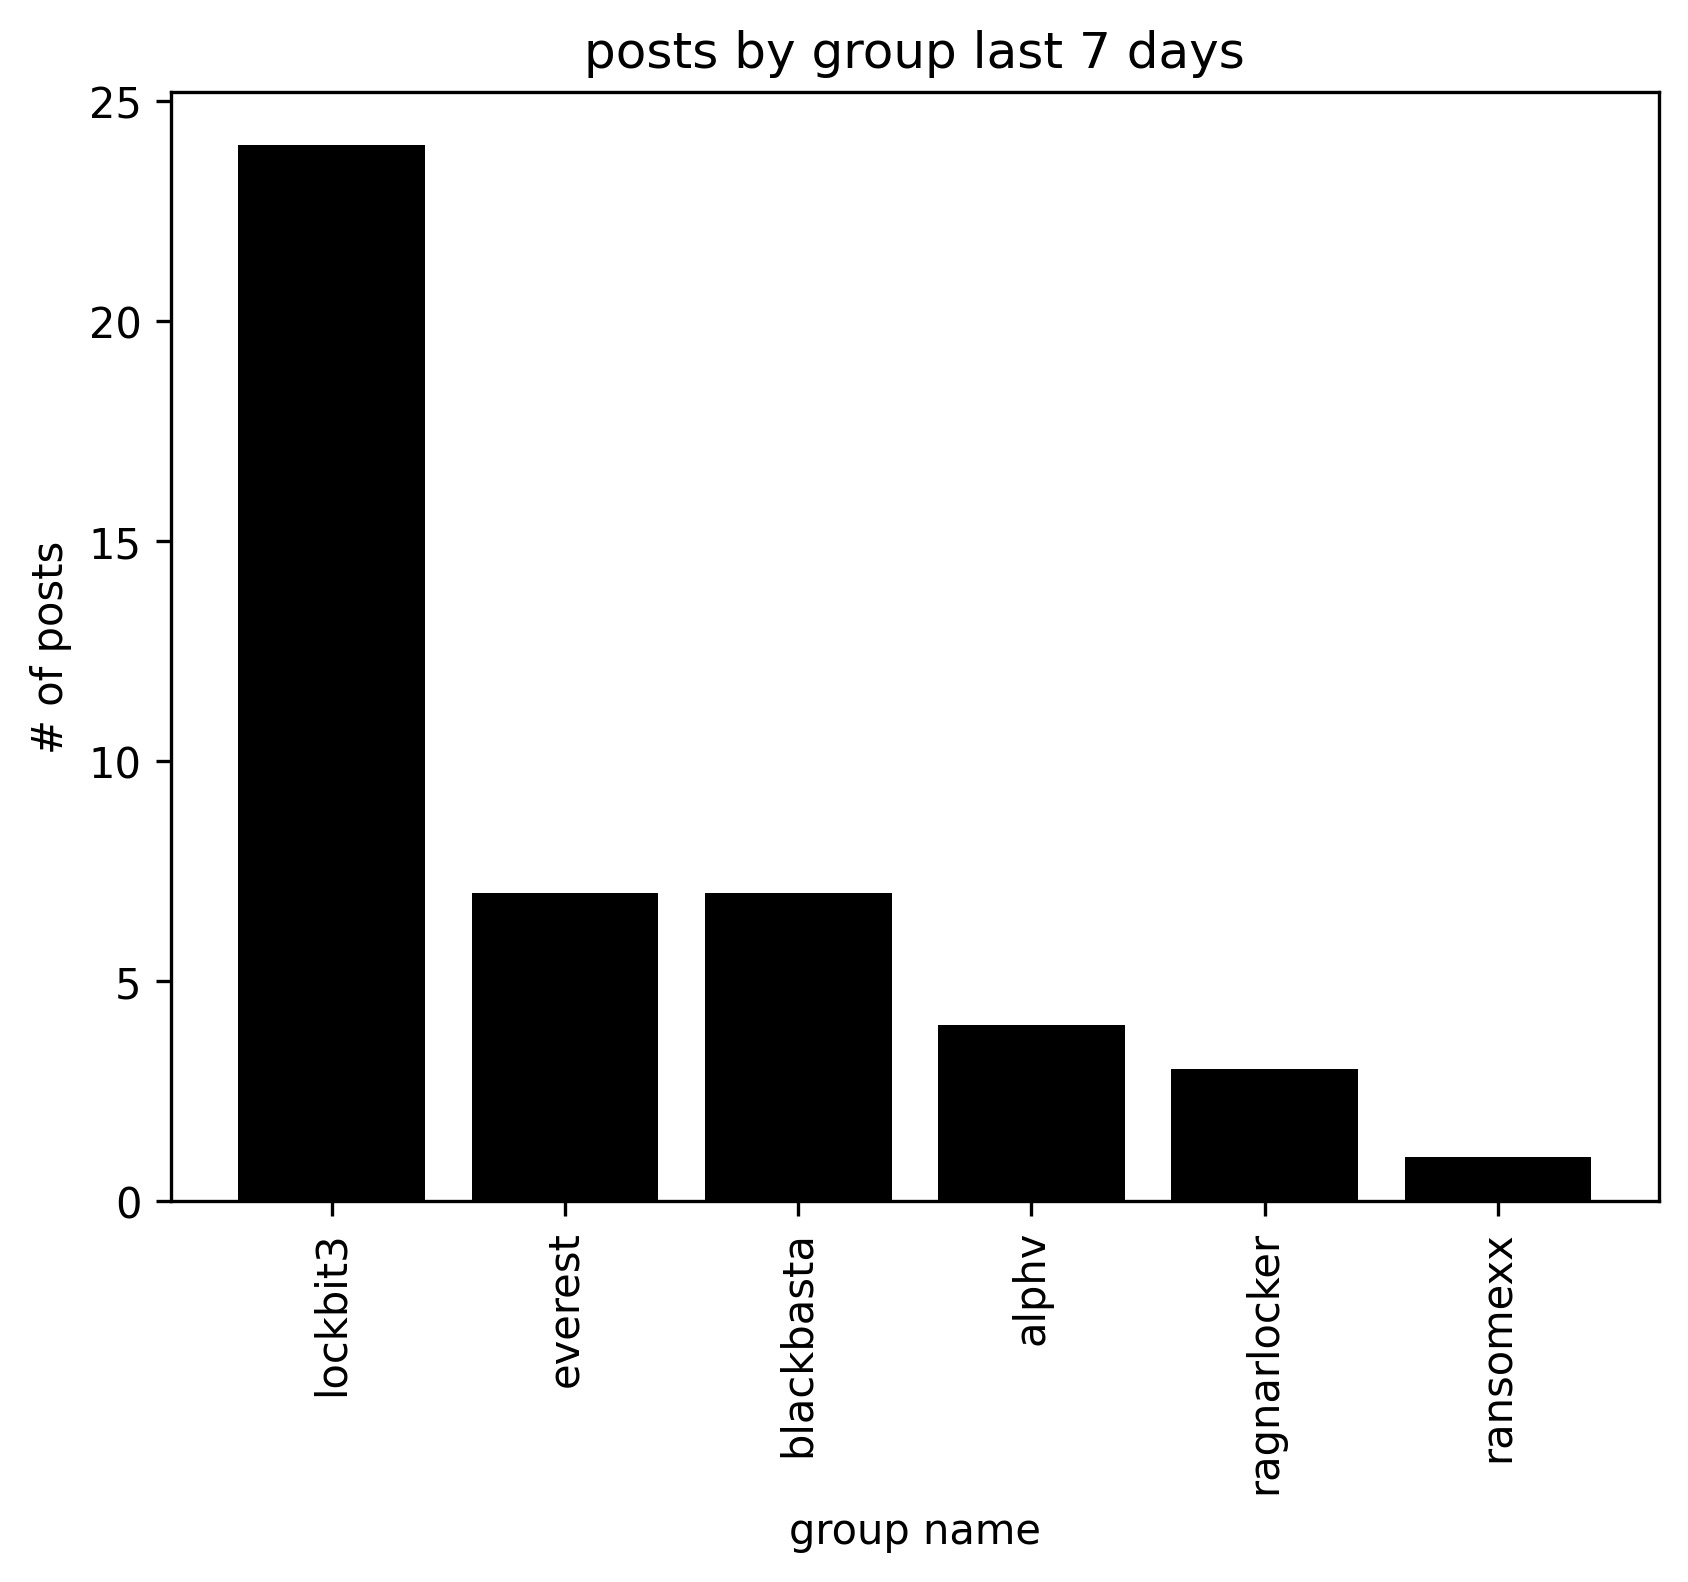 posts by group last 7 days
25
20
15
10
5
0
# of posts
lockbit3
everest
blackbasta
alphv
ragnarlocker
ransomexx
group name